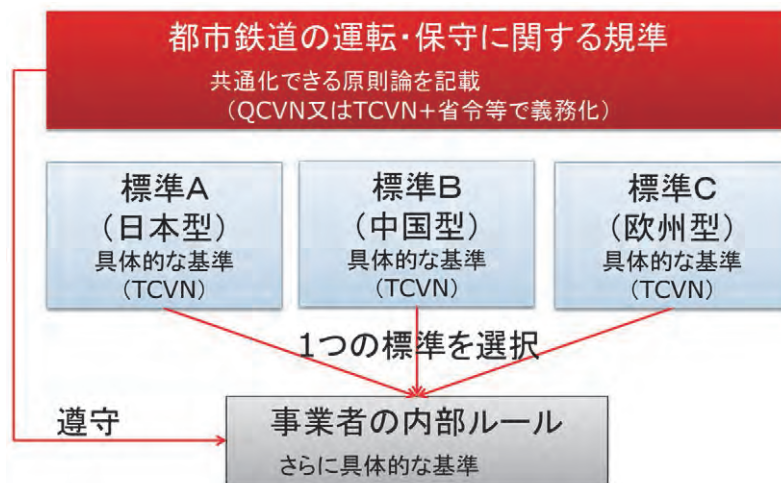 都市鉄道の運転・保守に関する規準
共通化できる原則論を記載
（QCVN又はTCVN+省令等で義務化）
標準A
（日本型）
具体的な基準
（TCVN）
標準B
（中国型）
具体的な基準
（TCVN）
標準C
（欧州型）
具体的な基準
（TCVN）
1つの標準を選択
遵守
事業者の内部ルール
さらに具体的な基準